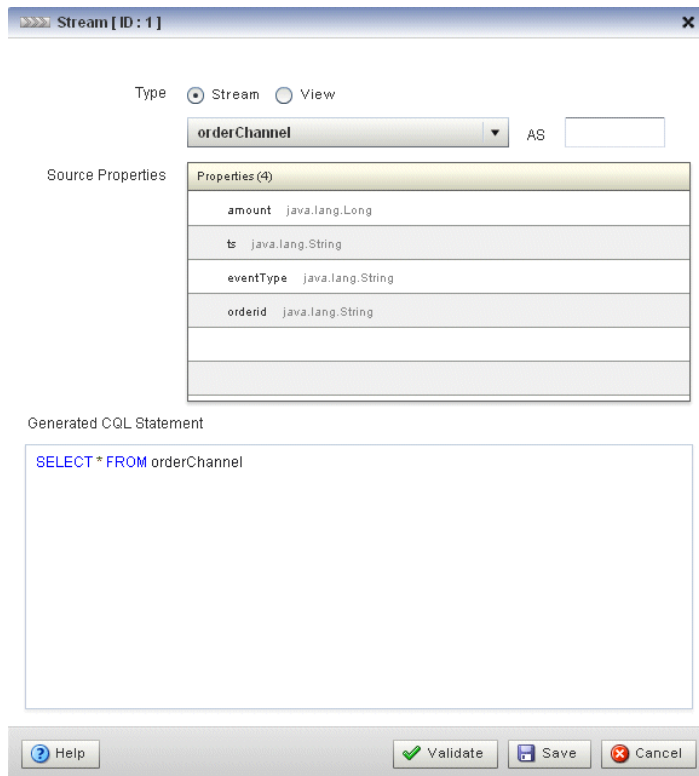 Stream [ ID : 1 ]
Type Stream View
orderChannel AS
Source Properties Properties (4)
amount java.lang.Long
ts java.lang.String
eventType java.lang.String
orderid java.lang.String
Generated CQL Statement
SELECT * FROM orderChannel
Help Validate Save Cancel